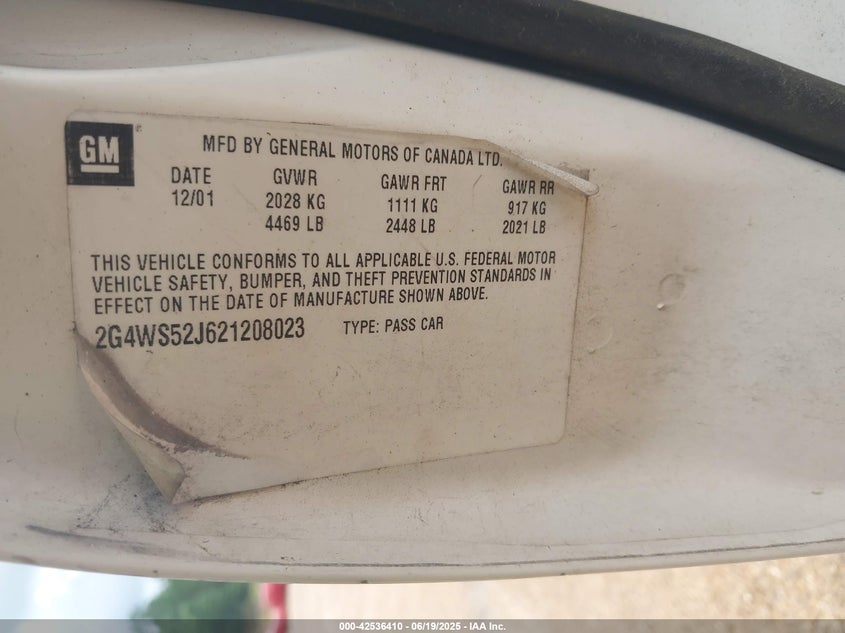 GM
MFD BY GENERAL MOTORS OF CANADA LTD.
DATE GVWR GAWR FRT GAWR RR
12/01 2028 KG 1111 KG 917 KG
4469 LB 2448 LB 2021 LB
THIS VEHICLE CONFORMS TO ALL APPLICABLE U.S. FEDERAL MOTOR
VEHICLE SAFETY, BUMPER, AND THEFT PREVENTION STANDARDS IN
EFFECT ON THE DATE OF MANUFACTURE SHOWN ABOVE.
2G4WS52J621208023 TYPE: PASS CAR
000-42536410 - 06/19/2025 - IAA Inc.